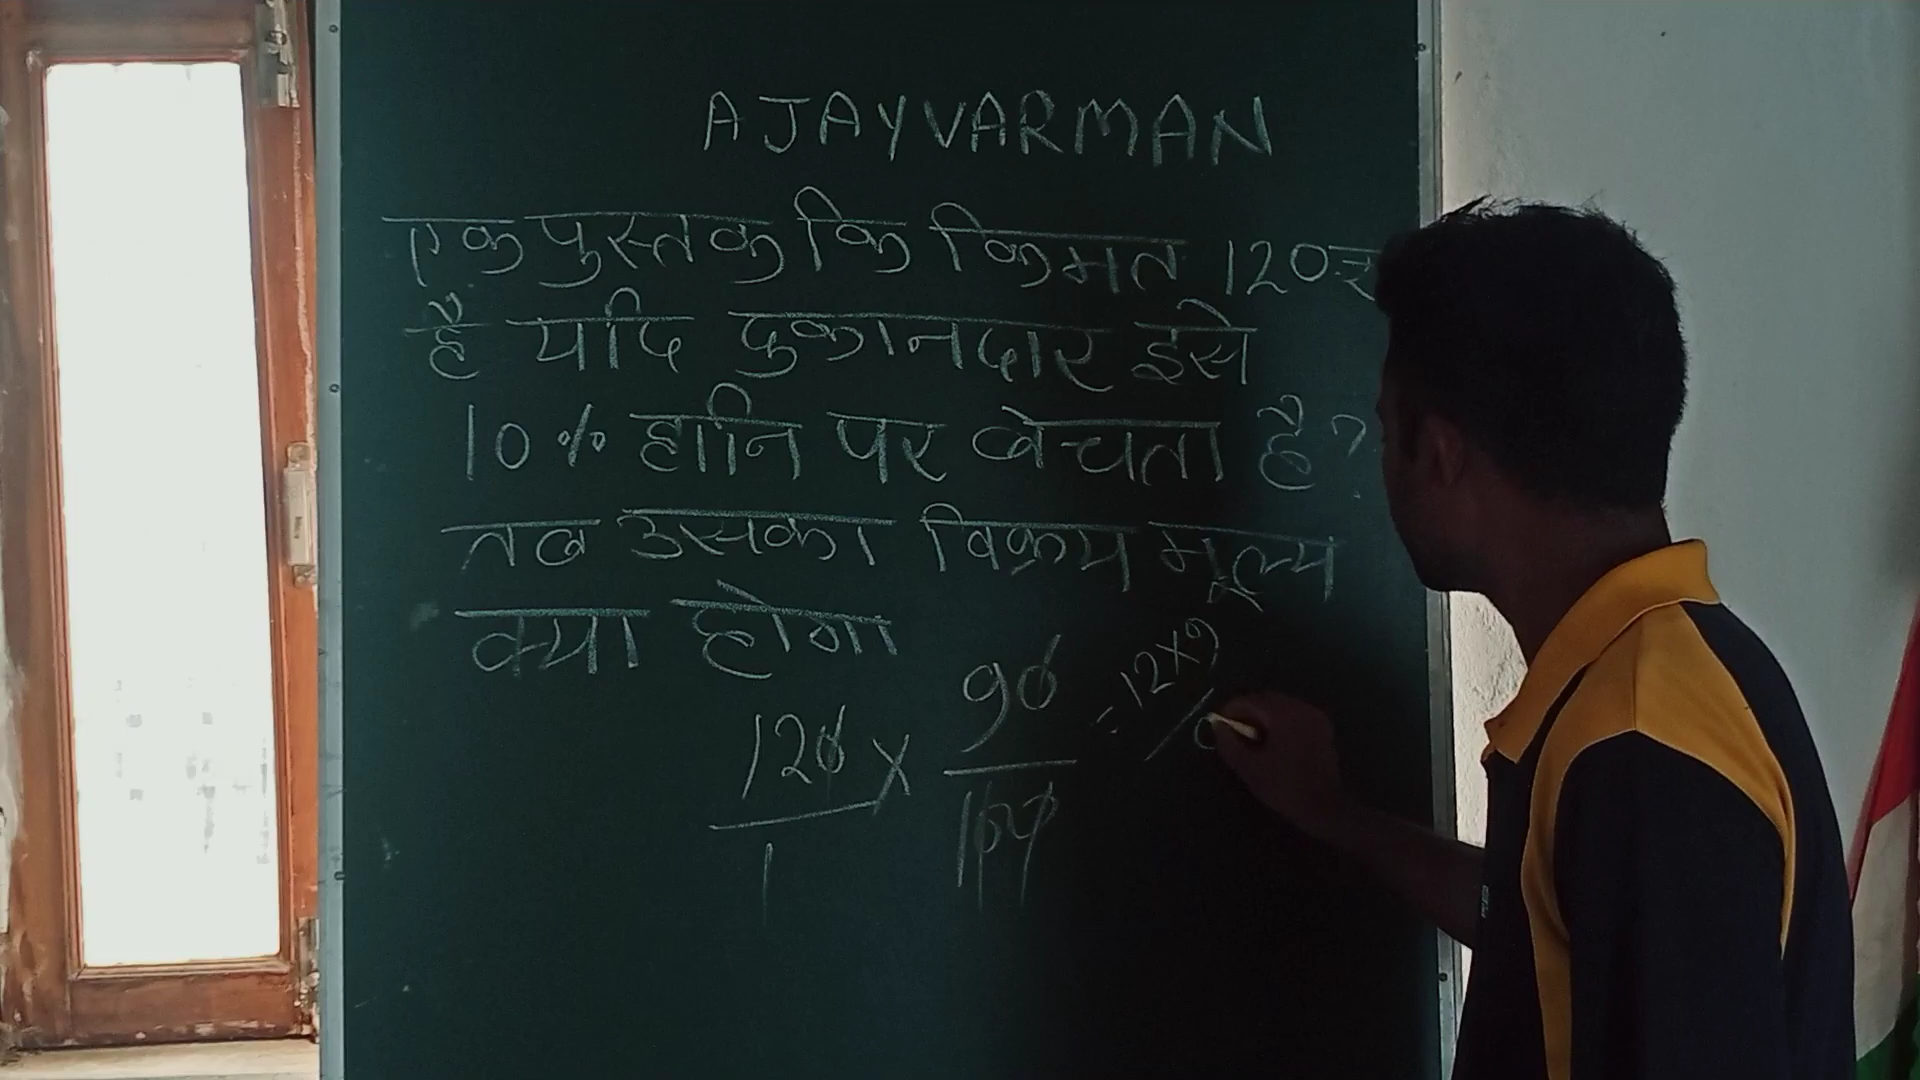 AJAYVARMAN
एक पुस्तक कि किमत 120रु
है यदि दुकानदार इसे
10% हानि पर बेचता है?
तब उसका विक्रय मूल्य
क्या होगा
120/1 × 90/100 = 12×9/